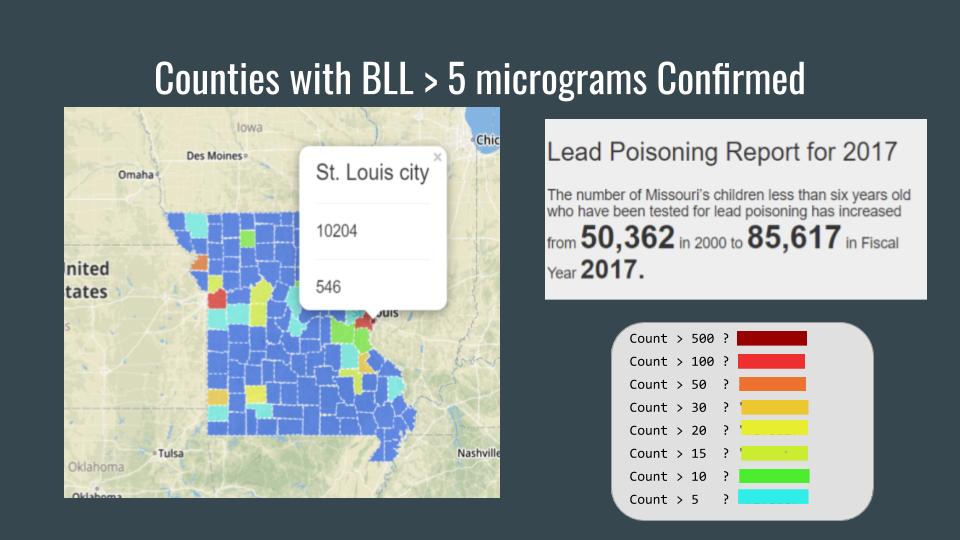 Counties with BLL > 5 micrograms Confirmed
Iowa
Chic
Des Moines
Omaha
St. Louis city
×
10204
546
nited
tates
ouis
Tulsa
Oklahoma
Nashville
Oklahoma
Lead Poisoning Report for 2017
The number of Missouri's children less than six years old
who have been tested for lead poisoning has increased
from 50,362 in 2000 to 85,617 in Fiscal
Year 2017.
Count > 500 ?
Count > 100 ?
Count > 50 ?
Count > 30 ?
Count > 20 ?
Count > 15 ?
Count > 10 ?
Count > 5 ?